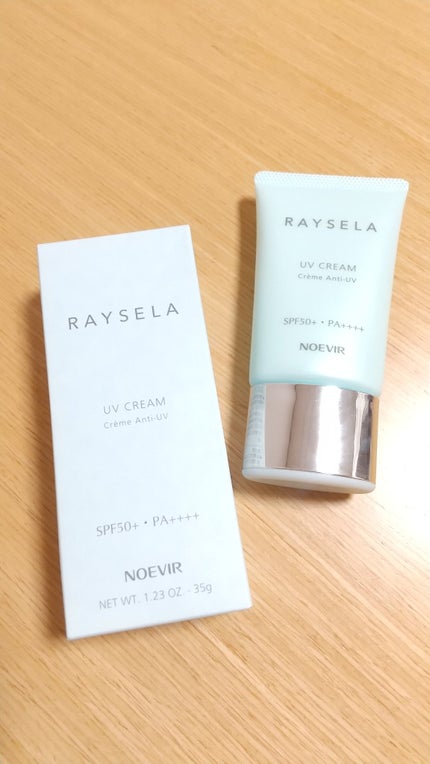 RAYSELA
UV CREAM
Crème Anti-UV
SPF50+・PA++++
NOEVIR
NET WT. 1.23 OZ. - 35g
RAYSELA
UV CREAM
Crème Anti-UV
SPF50+・PA++++
NOEVIR